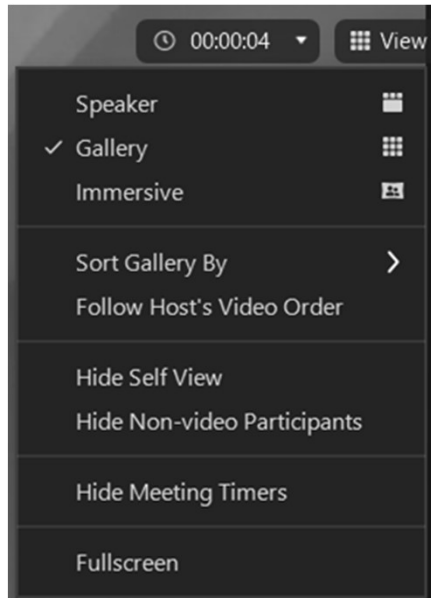 00:00:04
View
Speaker
Gallery
Immersive
Sort Gallery By
Follow Host's Video Order
Hide Self View
Hide Non-video Participants
Hide Meeting Timers
Fullscreen